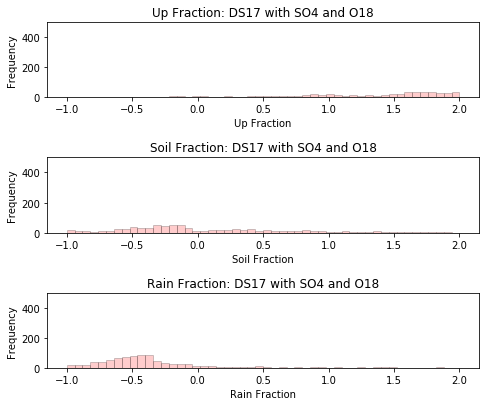 Up Fraction: DS17 with SO4 and O18
400
200
0
Frequency
−1.0 −0.5 0.0 0.5 1.0 1.5 2.0
Up Fraction
Soil Fraction: DS17 with SO4 and O18
400
200
0
Frequency
−1.0 −0.5 0.0 0.5 1.0 1.5 2.0
Soil Fraction
Rain Fraction: DS17 with SO4 and O18
400
200
0
Frequency
−1.0 −0.5 0.0 0.5 1.0 1.5 2.0
Rain Fraction